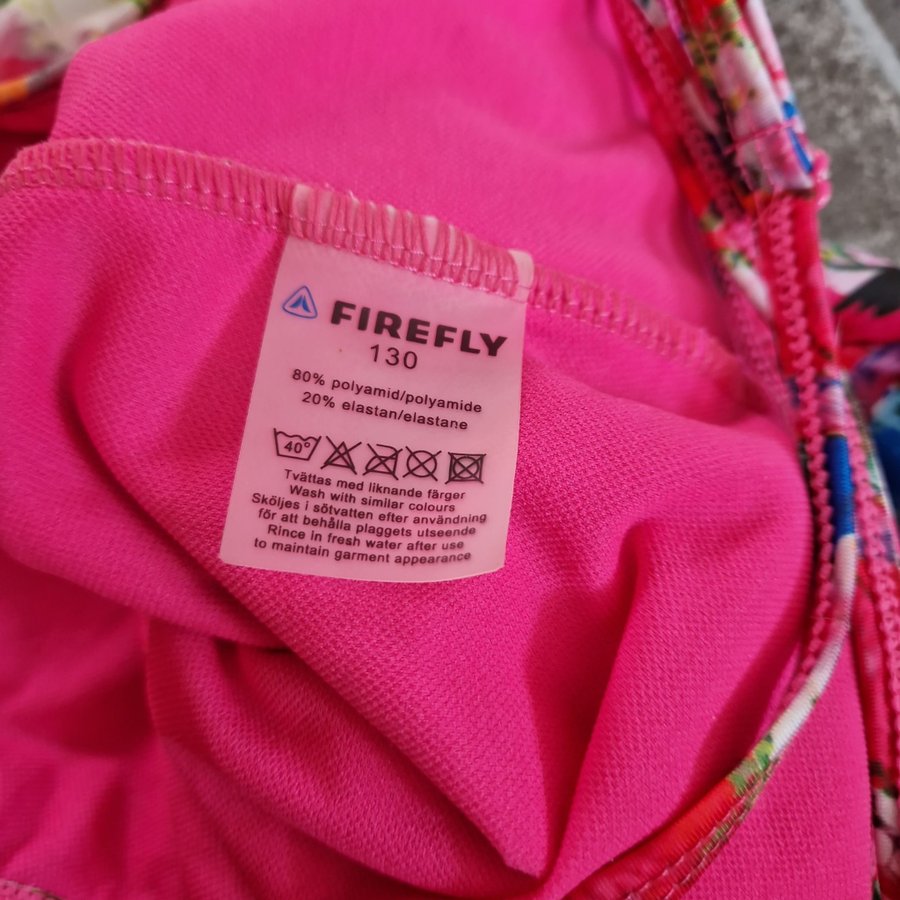 FIREFLY
130
80% polyamid/polyamide
20% elastan/elastane
40°
Tvättas med liknande färger
Wash with similar colours
Sköljes i sötvatten efter användning
för att behålla plaggets utseende
Rince in fresh water after use
to maintain garment appearance